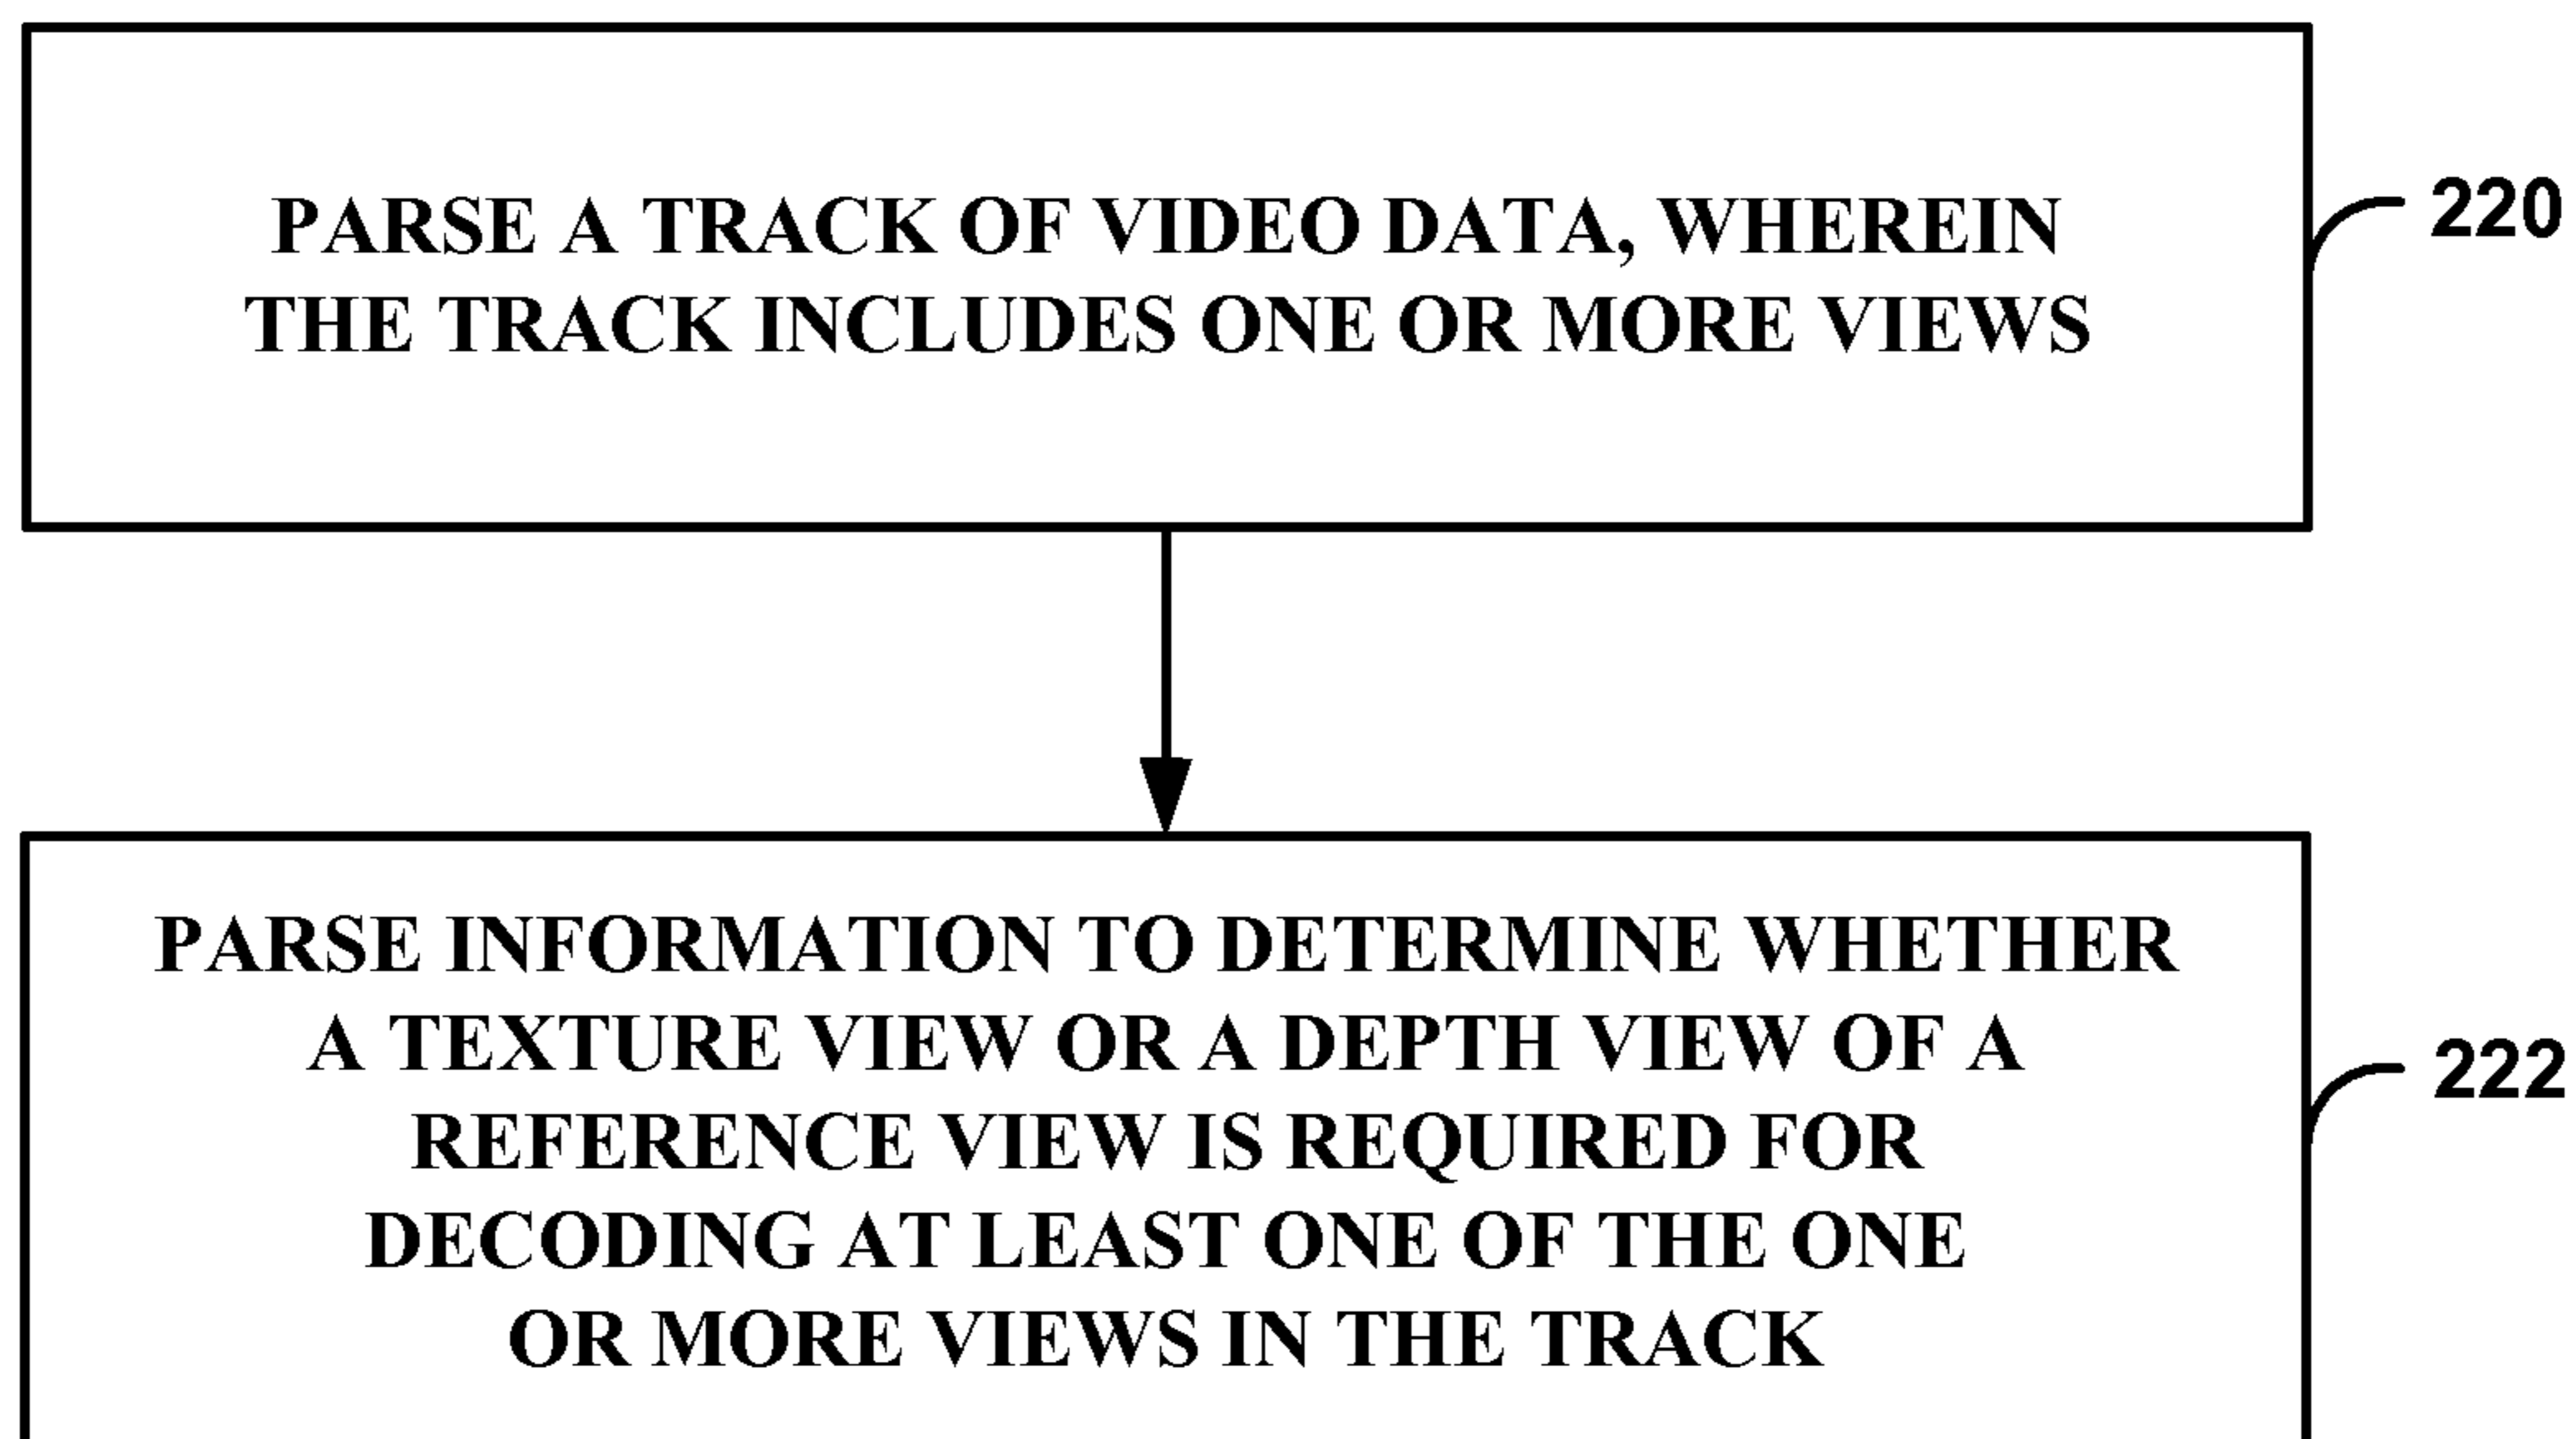 PARSE A TRACK OF VIDEO DATA, WHEREIN
THE TRACK INCLUDES ONE OR MORE VIEWS
220
PARSE INFORMATION TO DETERMINE WHETHER
A TEXTURE VIEW OR A DEPTH VIEW OF A
REFERENCE VIEW IS REQUIRED FOR
DECODING AT LEAST ONE OF THE ONE
OR MORE VIEWS IN THE TRACK
222